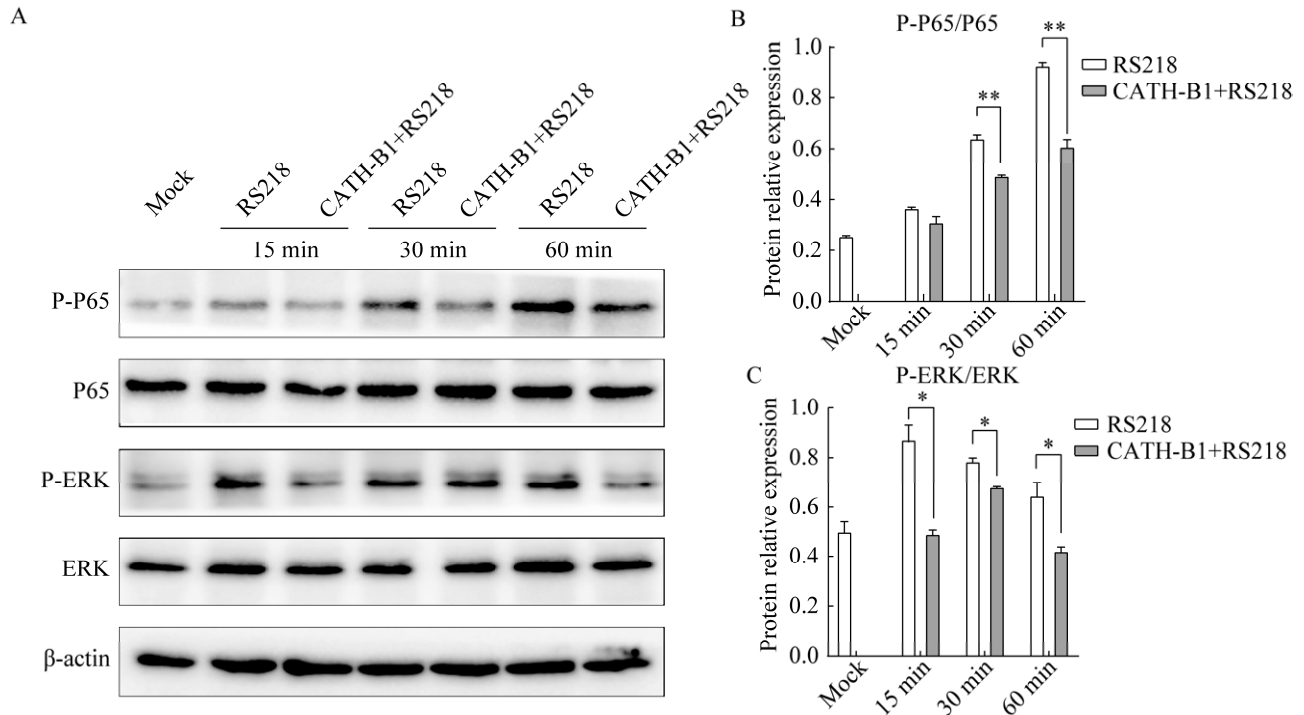 A
Mock
RS218
CATH-B1+RS218
RS218
CATH-B1+RS218
RS218
CATH-B1+RS218
15 min
30 min
60 min
P-P65
P65
P-ERK
ERK
β-actin
B
P-P65/P65
Protein relative expression
1.0
0.8
0.6
0.4
0.2
0.0
**
**
RS218
CATH-B1+RS218
Mock
15 min
30 min
60 min
C
P-ERK/ERK
Protein relative expression
1.0
0.8
0.6
0.4
0.2
0.0
*
*
*
RS218
CATH-B1+RS218
Mock
15 min
30 min
60 min